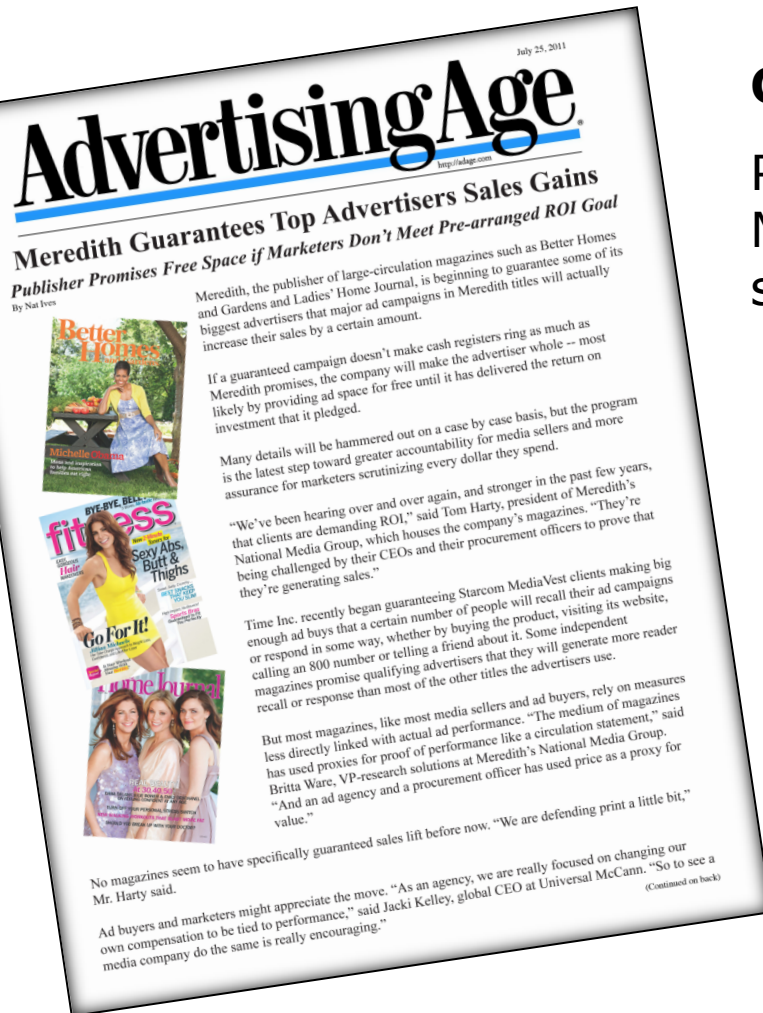 July 25, 2011
AdvertisingAge
http://adage.com
Meredith Guarantees Top Advertisers Sales Gains
Publisher Promises Free Space if Marketers Don't Meet Pre-arranged ROI Goal
By Nat Ives
Meredith, the publisher of large-circulation magazines such as Better Homes
and Gardens and Ladies' Home Journal, is beginning to guarantee some of its
biggest advertisers that major ad campaigns in Meredith titles will actually
increase their sales by a certain amount.
If a guaranteed campaign doesn't make cash registers ring as much as
Meredith promises, the company will make the advertiser whole -- most
likely by providing ad space for free until it has delivered the return on
investment that it pledged.
Many details will be hammered out on a case by case basis, but the program
is the latest step toward greater accountability for media sellers and more
assurance for marketers scrutinizing every dollar they spend.
“We've been hearing over and over again, and stronger in the past few years,
that clients are demanding ROI,” said Tom Harty, president of Meredith's
National Media Group, which houses the company's magazines. “They're
being challenged by their CEOs and their procurement officers to prove that
they're generating sales.”
Time Inc. recently began guaranteeing Starcom MediaVest clients making big
enough ad buys that a certain number of people will recall their ad campaigns
or respond in some way, whether by buying the product, visiting its website,
calling an 800 number or telling a friend about it. Some independent
magazines promise qualifying advertisers that they will generate more reader
recall or response than most of the other titles the advertisers use.
But most magazines, like most media sellers and ad buyers, rely on measures
less directly linked with actual ad performance. “The medium of magazines
has used proxies for proof of performance like a circulation statement,” said
Britta Ware, VP-research solutions at Meredith's National Media Group.
“And an ad agency and a procurement officer has used price as a proxy for
value.”
No magazines seem to have specifically guaranteed sales lift before now. “We are defending print a little bit,”
Mr. Harty said.
Ad buyers and marketers might appreciate the move. “As an agency, we are really focused on changing our
own compensation to be tied to performance,” said Jacki Kelley, global CEO at Universal McCann. “So to see a
media company do the same is really encouraging.”
(Continued on back)
Better
Homes
Michelle Obama
BYE-BYE,
fitness
Sexy Abs,
Butt &
Thighs
Hair
Go For It!
Home Journal